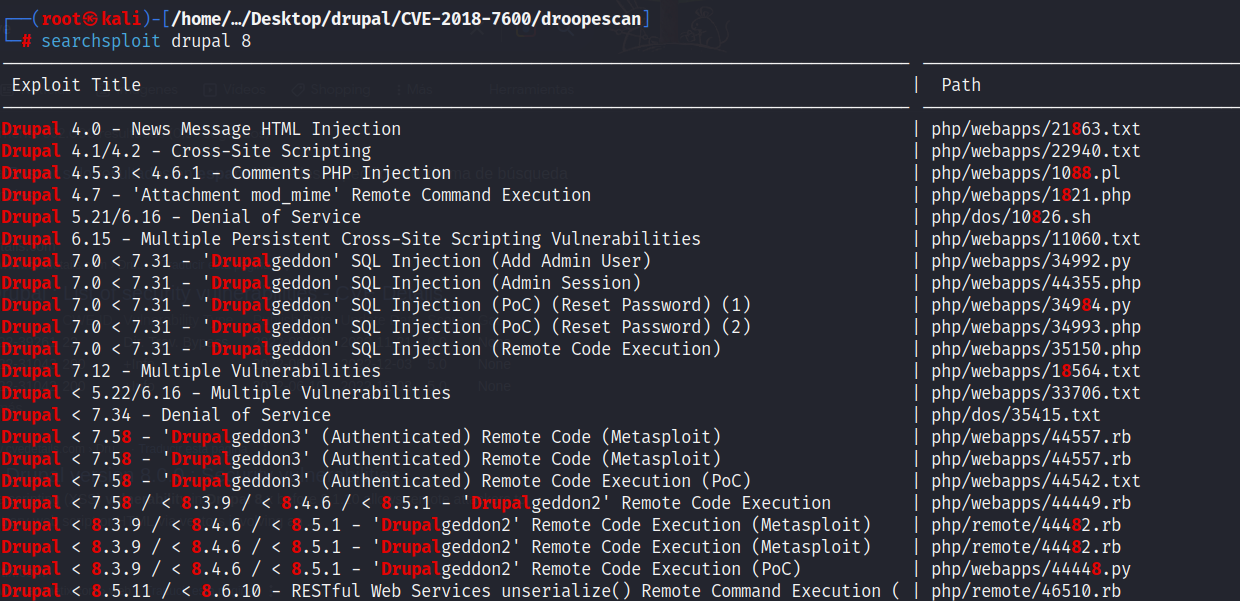 (root㉿kali)-[/home/…/Desktop/drupal/CVE-2018-7600/droopescan]
# searchsploit drupal 8
Exploit Title | Path
Drupal 4.0 - News Message HTML Injection | php/webapps/21863.txt
Drupal 4.1/4.2 - Cross-Site Scripting | php/webapps/22940.txt
Drupal 4.5.3 < 4.6.1 - Comments PHP Injection | php/webapps/1088.pl
Drupal 4.7 - 'Attachment mod_mime' Remote Command Execution | php/webapps/1821.php
Drupal 5.21/6.16 - Denial of Service | php/dos/10826.sh
Drupal 6.15 - Multiple Persistent Cross-Site Scripting Vulnerabilities | php/webapps/11060.txt
Drupal 7.0 < 7.31 - 'Drupalgeddon' SQL Injection (Add Admin User) | php/webapps/34992.py
Drupal 7.0 < 7.31 - 'Drupalgeddon' SQL Injection (Admin Session) | php/webapps/44355.php
Drupal 7.0 < 7.31 - 'Drupalgeddon' SQL Injection (PoC) (Reset Password) (1) | php/webapps/34984.py
Drupal 7.0 < 7.31 - 'Drupalgeddon' SQL Injection (PoC) (Reset Password) (2) | php/webapps/34993.php
Drupal 7.0 < 7.31 - 'Drupalgeddon' SQL Injection (Remote Code Execution) | php/webapps/35150.php
Drupal 7.12 - Multiple Vulnerabilities | php/webapps/18564.txt
Drupal < 5.22/6.16 - Multiple Vulnerabilities | php/webapps/33706.txt
Drupal < 7.34 - Denial of Service | php/dos/35415.txt
Drupal < 7.58 - 'Drupalgeddon3' (Authenticated) Remote Code (Metasploit) | php/webapps/44557.rb
Drupal < 7.58 - 'Drupalgeddon3' (Authenticated) Remote Code (Metasploit) | php/webapps/44557.rb
Drupal < 7.58 - 'Drupalgeddon3' (Authenticated) Remote Code Execution (PoC) | php/webapps/44542.txt
Drupal < 7.58 / < 8.3.9 / < 8.4.6 / < 8.5.1 - 'Drupalgeddon2' Remote Code Execution | php/webapps/44449.rb
Drupal < 8.3.9 / < 8.4.6 / < 8.5.1 - 'Drupalgeddon2' Remote Code Execution (Metasploit) | php/remote/44482.rb
Drupal < 8.3.9 / < 8.4.6 / < 8.5.1 - 'Drupalgeddon2' Remote Code Execution (Metasploit) | php/remote/44482.rb
Drupal < 8.3.9 / < 8.4.6 / < 8.5.1 - 'Drupalgeddon2' Remote Code Execution (PoC) | php/webapps/44448.py
Drupal < 8.5.11 / < 8.6.10 - RESTful Web Services unserialize() Remote Command Execution ( | php/remote/46510.rb